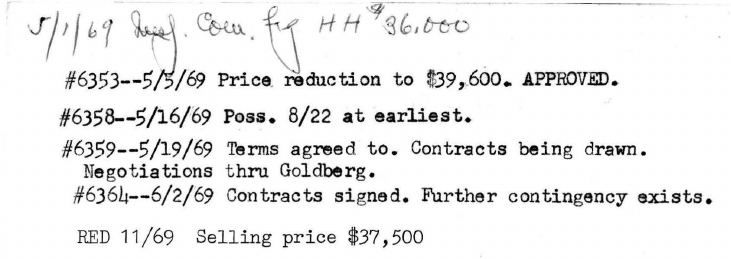 5/1/69 Com. fig HH $36,000
#6353--5/5/69 Price reduction to $39,600. APPROVED.
#6358--5/16/69 Poss. 8/22 at earliest.
#6359--5/19/69 Terms agreed to. Contracts being drawn.
Negotiations thru Goldberg.
#6364--6/2/69 Contracts signed. Further contingency exists.
RED 11/69 Selling price $37,500